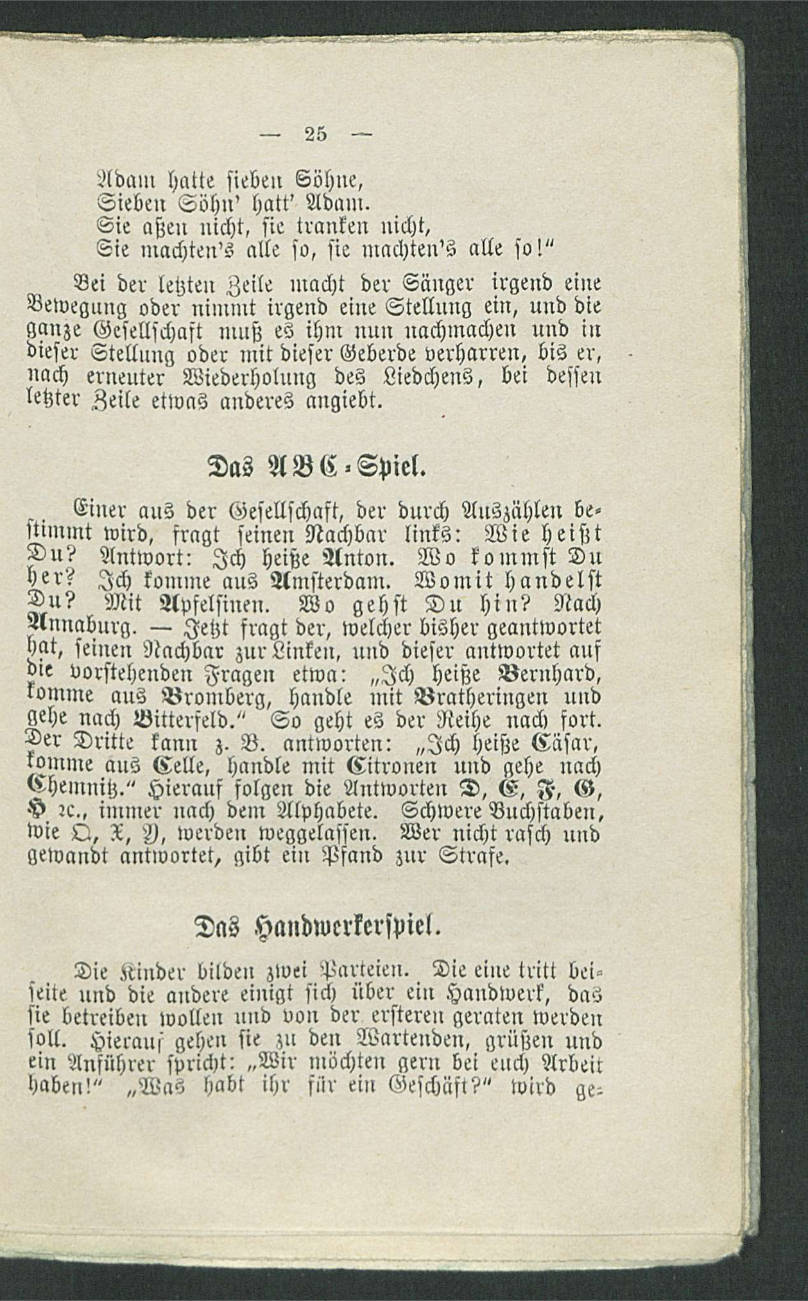 — 25 —
Adam hatte sieben Söhne,
Sieben Söhn' hatt' Adam.
Sie aßen nicht, sie tranken nicht,
Sie machten's alle so, sie machten's alle so!“
Bei der letzten Zeile macht der Sänger irgend eine
Bewegung oder nimmt irgend eine Stellung ein, und die
ganze Gesellschaft muß es ihm nun nachmachen und in
dieser Stellung oder mit dieser Geberde verharren, bis er,
nach erneuter Wiederholung des Liedchens, bei dessen
letzter Zeile etwas anderes angiebt.
Das ABC-Spiel.
Einer aus der Gesellschaft, der durch Auszählen be-
stimmt wird, fragt seinen Nachbar links: Wie heißt
Du? Antwort: Ich heiße Anton. Wo kommst Du
her? Ich komme aus Amsterdam. Womit handelst
Du? Mit Apfelsinen. Wo gehst Du hin? Nach
Annaburg. — Jetzt fragt der, welcher bisher geantwortet
hat, seinen Nachbar zur Linken, und dieser antwortet auf
die vorstehenden Fragen etwa: „Ich heiße Bernhard,
komme aus Bromberg, handle mit Bratheringen und
gehe nach Bitterfeld.“ So geht es der Reihe nach fort.
Der Dritte kann z. B. antworten: „Ich heiße Cäsar,
komme aus Celle, handle mit Citronen und gehe nach
Chemnitz.“ Hierauf folgen die Antworten D, E, F, G,
H ꝛc., immer nach dem Alphabete. Schwere Buchstaben,
wie Q, X, Y, werden weggelassen. Wer nicht rasch und
gewandt antwortet, gibt ein Pfand zur Strafe.
Das Handwerkerspiel.
Die Kinder bilden zwei Parteien. Die eine tritt bei-
seite und die andere einigt sich über ein Handwerk, das
sie betreiben wollen und von der ersteren geraten werden
soll. Hierauf gehen sie zu den Wartenden, grüßen und
ein Anführer spricht: „Wir möchten gern bei euch Arbeit
haben!“ „Was habt ihr für ein Geschäft?“ wird ge-